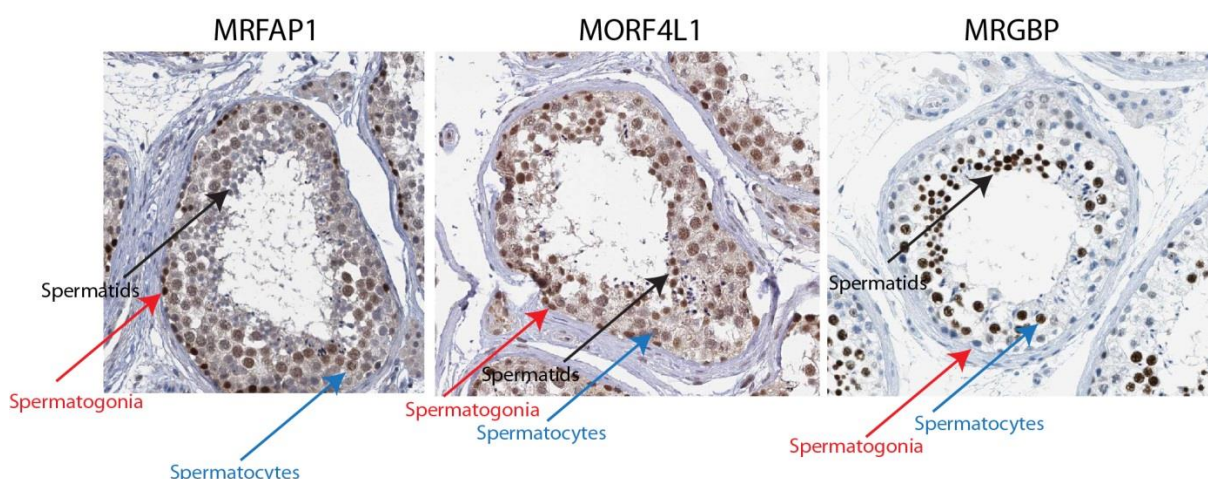 MRFAP1
MORF4L1
MRGBP
Spermatids
Spermatogonia
Spermatocytes
Spermatids
Spermatogonia
Spermatocytes
Spermatids
Spermatocytes
Spermatogonia